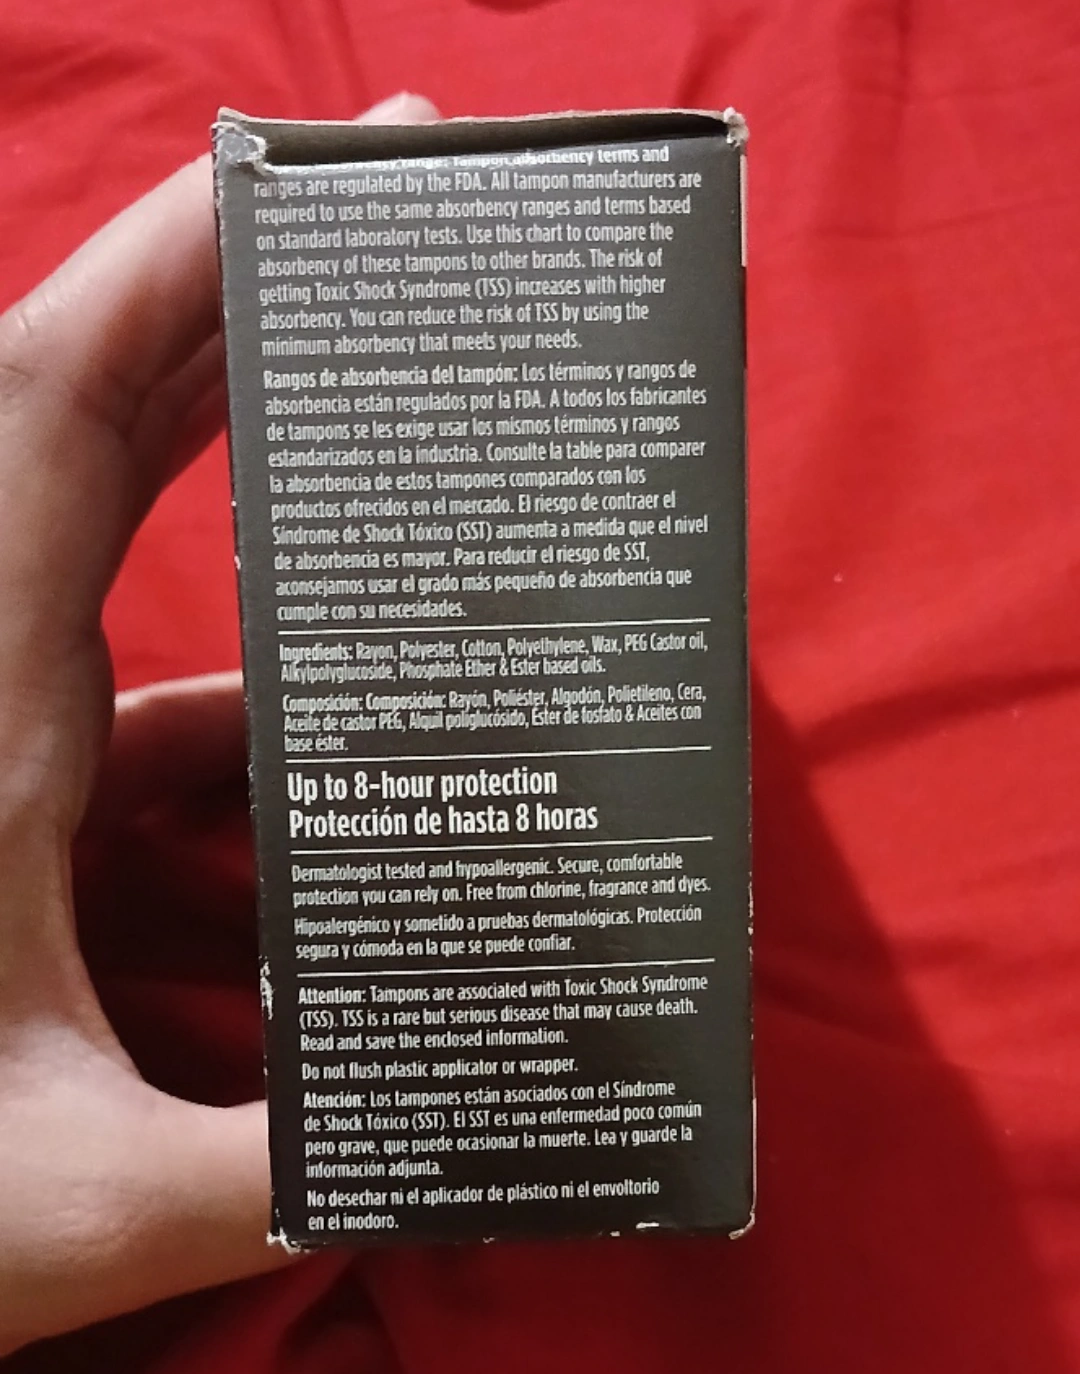 absorbency range: Tampon absorbency terms and
ranges are regulated by the FDA. All tampon manufacturers are
required to use the same absorbency ranges and terms based
on standard laboratory tests. Use this chart to compare the
absorbency of these tampons to other brands. The risk of
getting Toxic Shock Syndrome (TSS) increases with higher
absorbency. You can reduce the risk of TSS by using the
minimum absorbency that meets your needs.
Rangos de absorbencia del tampón: Los términos y rangos de
absorbencia están regulados por la FDA. A todos los fabricantes
de tampons se les exige usar los mismos términos y rangos
estandarizados en la industria. Consulte la table para comparer
la absorbencia de estos tampones comparados con los
productos ofrecidos en el mercado. El riesgo de contraer el
Síndrome de Shock Tóxico (SST) aumenta a medida que el nivel
de absorbencia es mayor. Para reducir el riesgo de SST,
aconsejamos usar el grado más pequeño de absorbencia que
cumple con su necesidades.
Ingredients: Rayon, Polyester, Cotton, Polyethylene, Wax, PEG Castor oil,
Alkylpolyglucoside, Phosphate Ether & Ester based oils.
Composición: Composición: Rayón, Poliéster, Algodón, Polietileno, Cera,
Aceite de castor PEG, Alquil poliglucósido, Éster de fosfato & Aceites con
base éster.
Up to 8-hour protection
Protección de hasta 8 horas
Dermatologist tested and hypoallergenic. Secure, comfortable
protection you can rely on. Free from chlorine, fragrance and dyes.
Hipoalergénico y sometido a pruebas dermatológicas. Protección
segura y cómoda en la que se puede confiar.
Attention: Tampons are associated with Toxic Shock Syndrome
(TSS). TSS is a rare but serious disease that may cause death.
Read and save the enclosed information.
Do not flush plastic applicator or wrapper.
Atención: Los tampones están asociados con el Síndrome
de Shock Tóxico (SST). El SST es una enfermedad poco común
pero grave, que puede ocasionar la muerte. Lea y guarde la
información adjunta.
No desechar ni el aplicador de plástico ni el envoltorio
en el inodoro.